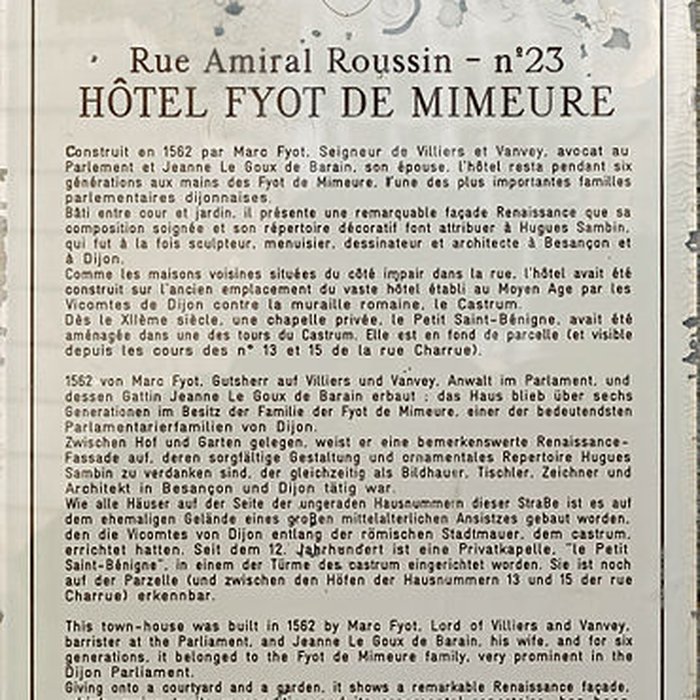 Rue Amiral Roussin - n°23
HÔTEL FYOT DE MIMEURE
Construit en 1562 par Marc Fyot, Seigneur de Villiers et Vanvey, avocat au
Parlement et Jeanne Le Goux de Barain, son épouse, l'hôtel resta pendant six
générations aux mains des Fyot de Mimeure, l'une des plus importantes familles
parlementaires dijonnaises.
Bâti entre cour et jardin, il présente une remarquable façade Renaissance que sa
composition soignée et son répertoire décoratif font attribuer à Hugues Sambin,
qui fut à la fois sculpteur, menuisier, dessinateur et architecte à Besançon et
à Dijon.
Comme les maisons voisines situées du côté impair dans la rue, l'hôtel avait été
construit sur l'ancien emplacement du vaste hôtel établi au Moyen Age par les
Vicomtes de Dijon contre la muraille romaine, le Castrum.
Dès le XIIème siècle, une chapelle privée, le Petit Saint-Bénigne, avait été
aménagée dans une des tours du Castrum. Elle est en fond de parcelle (et visible
depuis les cours des n° 13 et 15 de la rue Charrue).
1562 von Marc Fyot, Gutsherr auf Villiers und Vanvey, Anwalt im Parlament, und
dessen Gattin Jeanne Le Goux de Barain erbaut ; das Haus blieb über sechs
Generationen im Besitz der Familie der Fyot de Mimeure, einer der bedeutendsten
Parlamentarierfamilien von Dijon.
Zwischen Hof und Garten gelegen, weist er eine bemerkenswerte Renaissance-
Fassade auf, deren sorgfältige Gestaltung und ornamentales Repertoire Hugues
Sambin zu verdanken sind, der gleichzeitig als Bildhauer, Tischler, Zeichner und
Architekt in Besançon und Dijon tätig war.
Wie alle Häuser auf der Seite der ungeraden Hausnummern dieser Straße ist es auf
dem ehemaligen Gelände eines großen mittelalterlichen Ansistzes gebaut worden,
den die Vicomtes von Dijon entlang der römischen Stadtmauer, dem castrum,
errichtet hatten. Seit dem 12. Jahrhundert ist eine Privatkapelle, "le Petit
Saint-Bénigne", in einem der Türme des castrum eingerichtet worden. Sie ist noch
auf der Parzelle (und zwischen den Höfen der Hausnummern 13 und 15 der rue
Charrue) erkennbar.
This town-house was built in 1562 by Marc Fyot, Lord of Villiers and Vanvey,
barrister at the Parliament, and Jeanne Le Goux de Barain, his wife, and for six
generations, it belonged to the Fyot de Mimeure family, very prominent in the
Dijon Parliament.
Giving onto a courtyard and a garden, it shows a remarkable Renaissance façade,